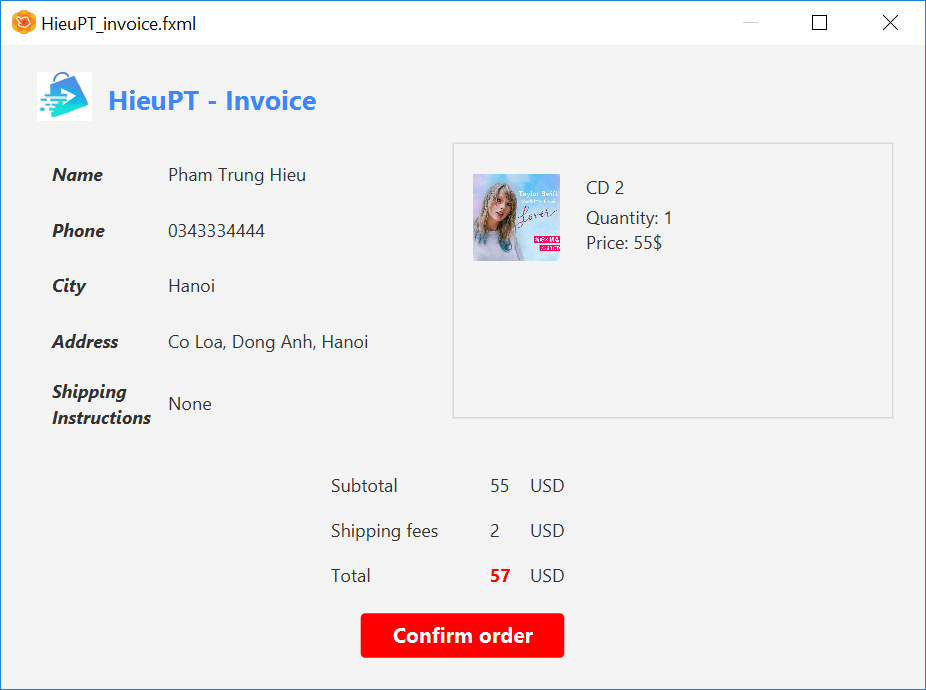 HieuPT_invoice.fxml
HieuPT - Invoice
Name Pham Trung Hieu
Phone 0343334444
City Hanoi
Address Co Loa, Dong Anh, Hanoi
Shipping
Instructions None
Taylor Swift
Lover
CD 2
Quantity: 1
Price: 55$
Subtotal 55 USD
Shipping fees 2 USD
Total 57 USD
Confirm order